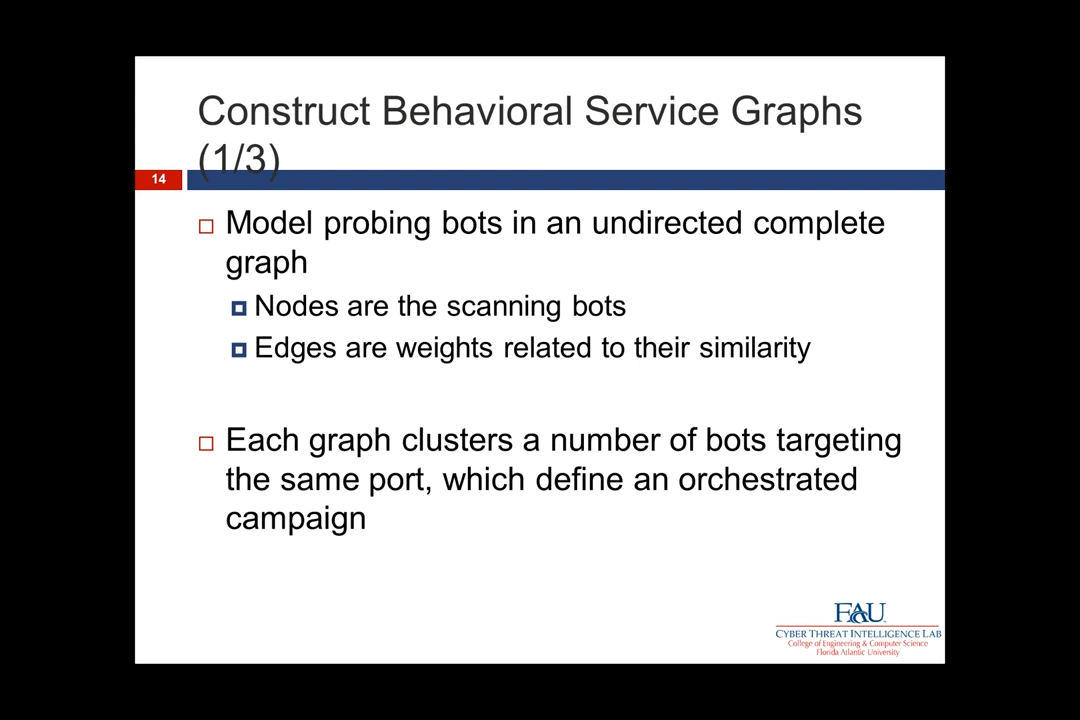 Construct Behavioral Service Graphs
(1/3)
14
Model probing bots in an undirected complete
graph
Nodes are the scanning bots
Edges are weights related to their similarity
Each graph clusters a number of bots targeting
the same port, which define an orchestrated
campaign
FAU
CYBER THREAT INTELLIGENCE LAB
College of Engineering & Computer Science
Florida Atlantic University